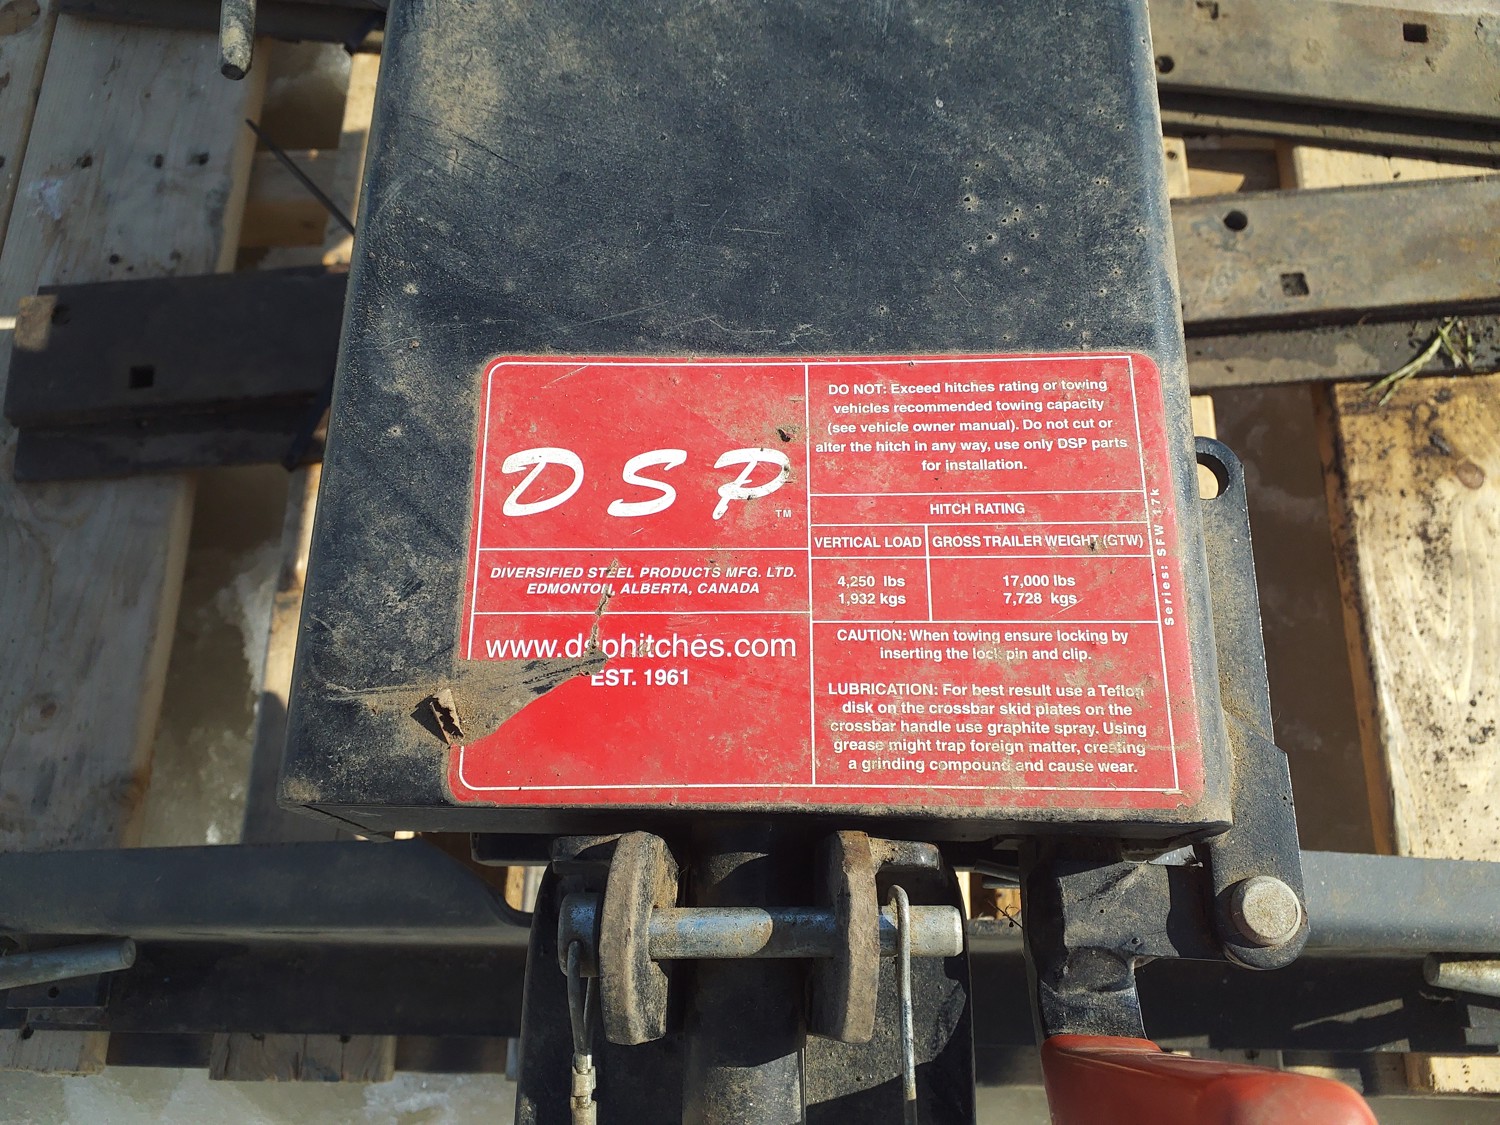 DSP
TM
DIVERSIFIED STEEL PRODUCTS MFG. LTD.
EDMONTON, ALBERTA, CANADA
www.dsphitches.com
EST. 1961
DO NOT: Exceed hitches rating or towing
vehicles recommended towing capacity
(see vehicle owner manual). Do not cut or
alter the hitch in any way, use only DSP parts
for installation.
HITCH RATING
VERTICAL LOAD
GROSS TRAILER WEIGHT (GTW)
4,250 lbs
1,932 kgs
17,000 lbs
7,728 kgs
CAUTION: When towing ensure locking by
inserting the lock pin and clip.
LUBRICATION: For best result use a Teflon
disk on the crossbar skid plates on the
crossbar handle use graphite spray. Using
grease might trap foreign matter, creating
a grinding compound and cause wear.
Series: SFW 17k